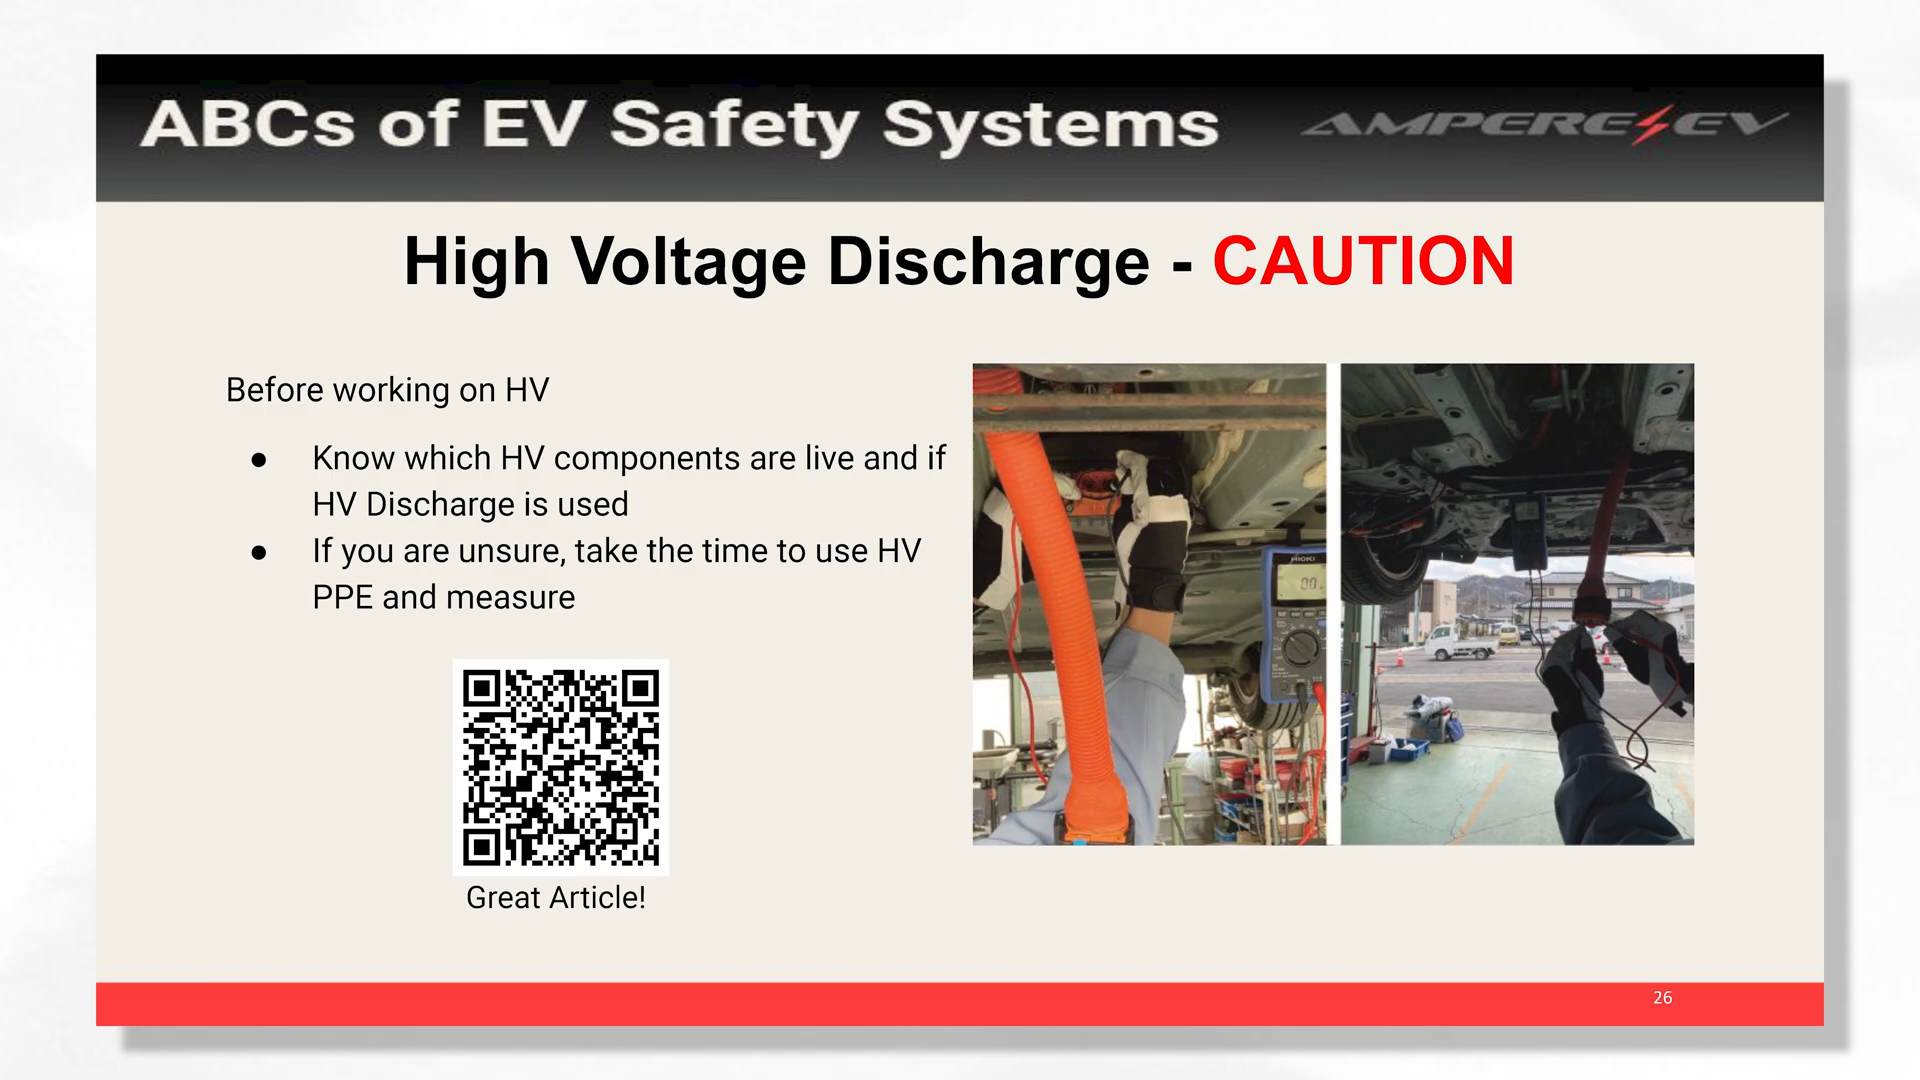 ABCs of EV Safety Systems
AMPERE EV
High Voltage Discharge - CAUTION
Before working on HV
● Know which HV components are live and if
HV Discharge is used
● If you are unsure, take the time to use HV
PPE and measure
HIOKI
00.
Great Article!
26